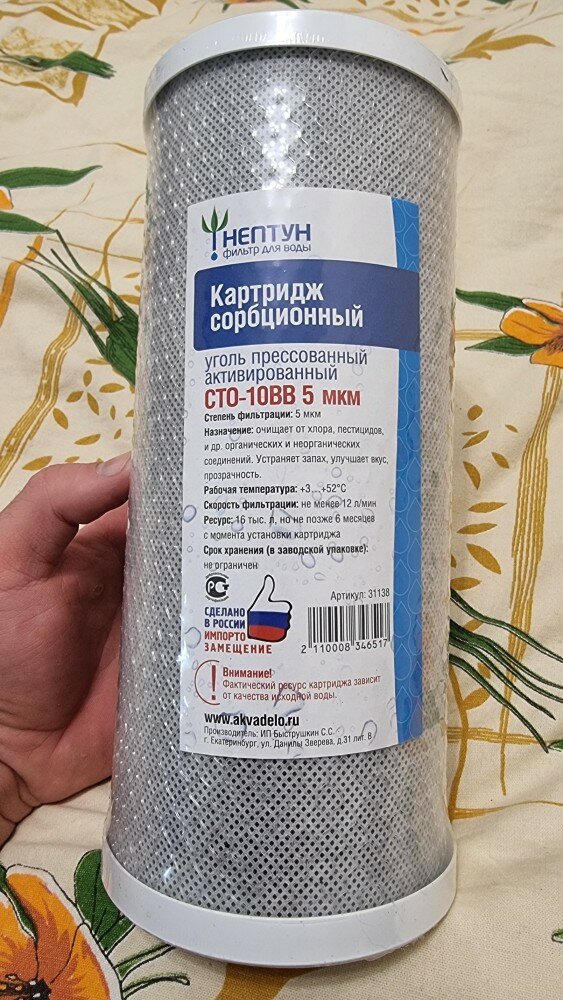 НЕПТУН
фильтр для воды
Картридж
сорбционный
уголь прессованный
активированный
СТО-10ВВ 5 мкм
Степень фильтрации: 5 мкм
Назначение: очищает от хлора, пестицидов,
и др. органических и неорганических
соединений. Устраняет запах, улучшает вкус,
прозрачность.
Рабочая температура: +3...+52°С
Скорость фильтрации: не менее 12 л/мин
Ресурс: 16 тыс. л, но не позже 6 месяцев
с момента установки картриджа
Срок хранения (в заводской упаковке):
не ограничен
Артикул: 31138
РС
СДЕЛАНО
В РОССИИ
ИМПОРТО
ЗАМЕЩЕНИЕ
2 110008 346517
Внимание!
Фактический ресурс картриджа зависит
от качества исходной воды.
www.akvadelo.ru
Производитель: ИП Быструшкин С.С.
г. Екатеринбург, ул. Данилы Зверева, д.31 лит. В